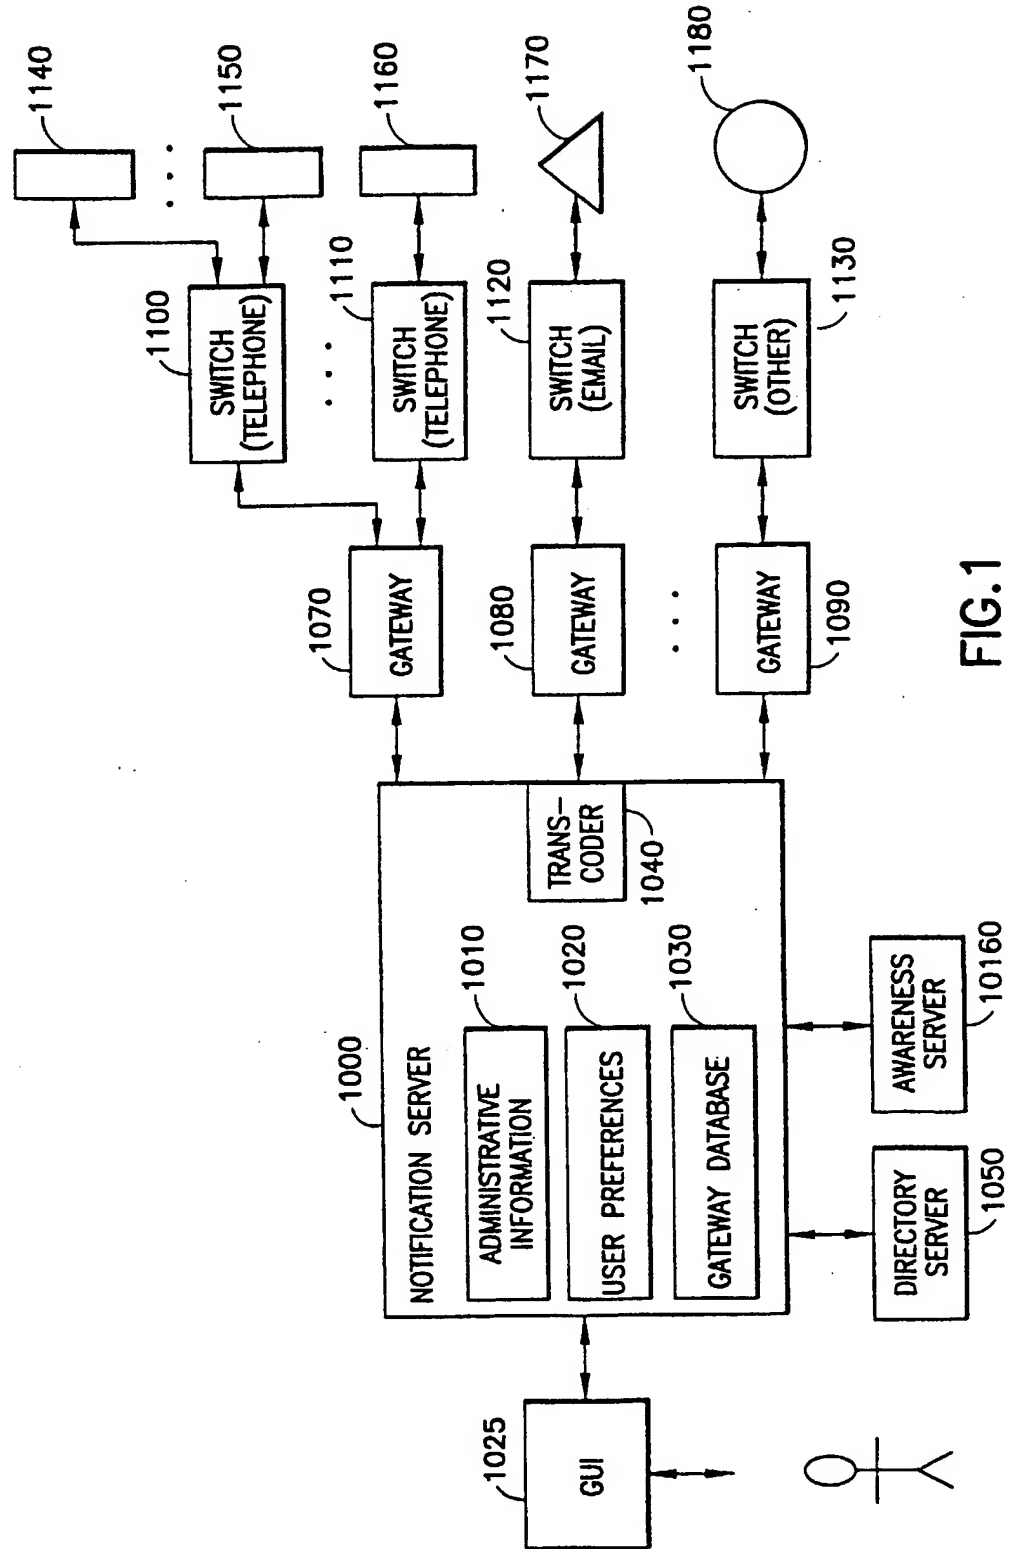 1000
NOTIFICATION SERVER
ADMINISTRATIVE
INFORMATION
1010
USER PREFERENCES
1020
GATEWAY DATABASE
1030
TRANS-
CODER
1040
1025
GUI
DIRECTORY
SERVER
1050
AWARENESS
SERVER
10160
1070
GATEWAY
1080
GATEWAY
. . .
GATEWAY
1090
1100
SWITCH
(TELEPHONE)
. . .
1110
SWITCH
(TELEPHONE)
1120
SWITCH
(EMAIL)
SWITCH
(OTHER)
1130
1140
. . .
1150
1160
1170
1180
FIG.1